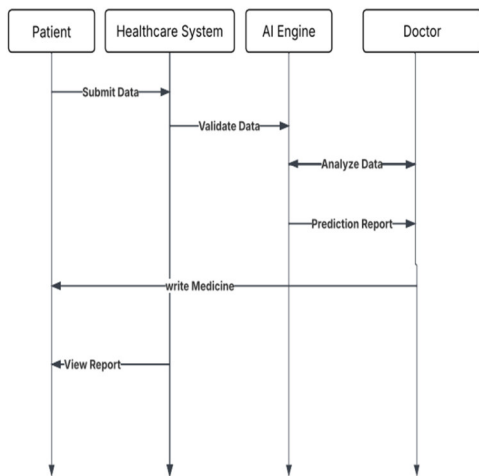 Patient
Healthcare System
AI Engine
Doctor
Submit Data
Validate Data
Analyze Data
Prediction Report
write Medicine
View Report